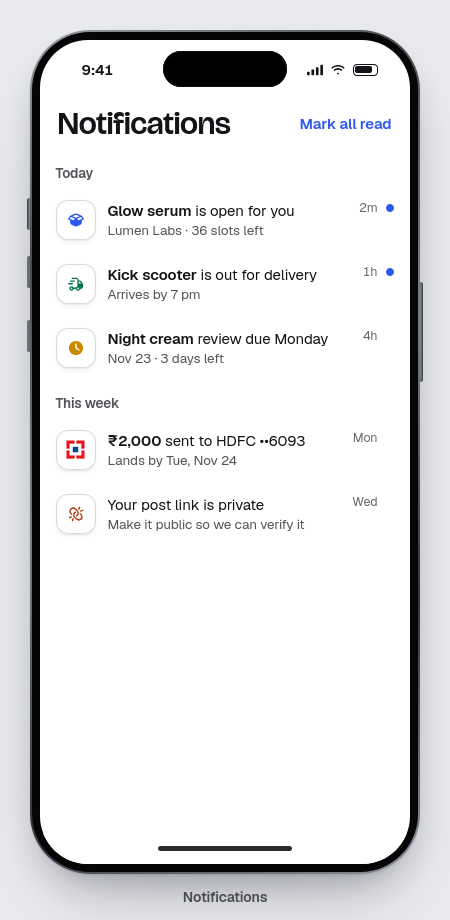 9:41
Notifications
Mark all read
Today
Glow serum is open for you
2m
Lumen Labs · 36 slots left
Kick scooter is out for delivery
1h
Arrives by 7 pm
Night cream review due Monday
4h
Nov 23 · 3 days left
This week
₹2,000 sent to HDFC ••6093
Mon
Lands by Tue, Nov 24
Your post link is private
Wed
Make it public so we can verify it
Notifications